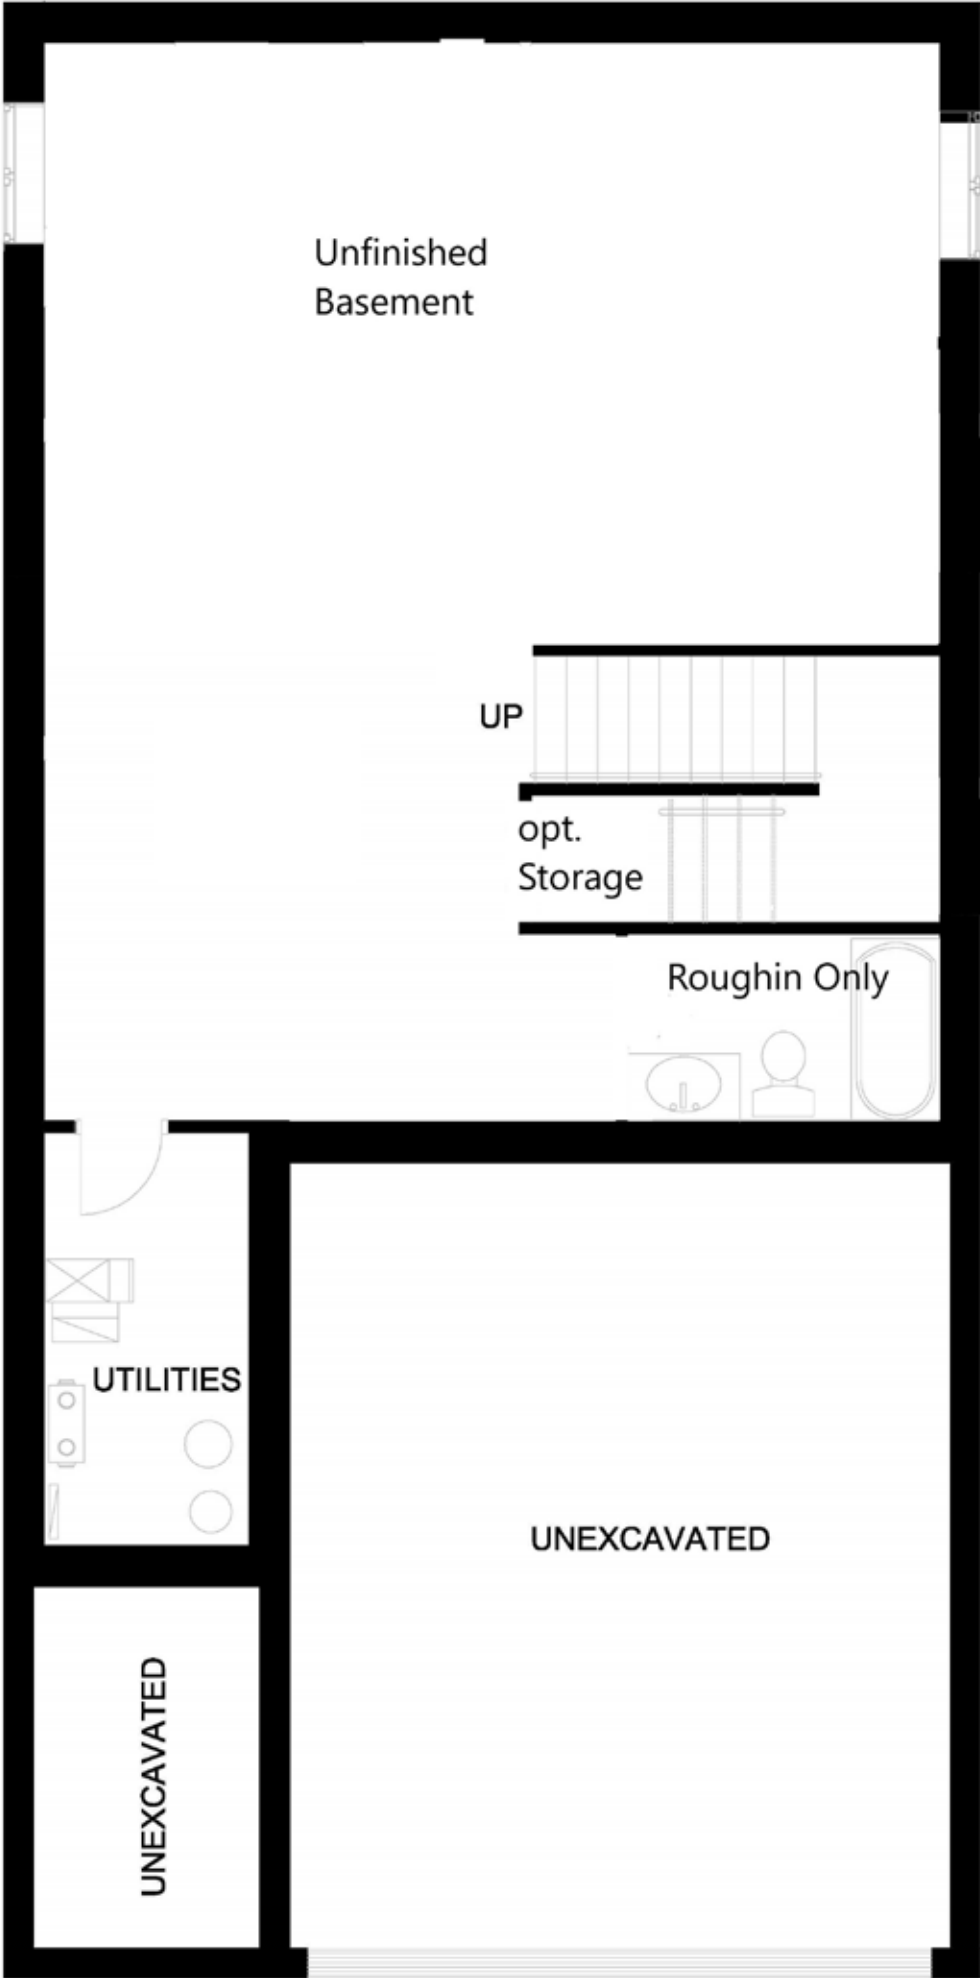 Unfinished
Basement
UP
opt.
Storage
Roughin Only
UTILITIES
UNEXCAVATED
UNEXCAVATED